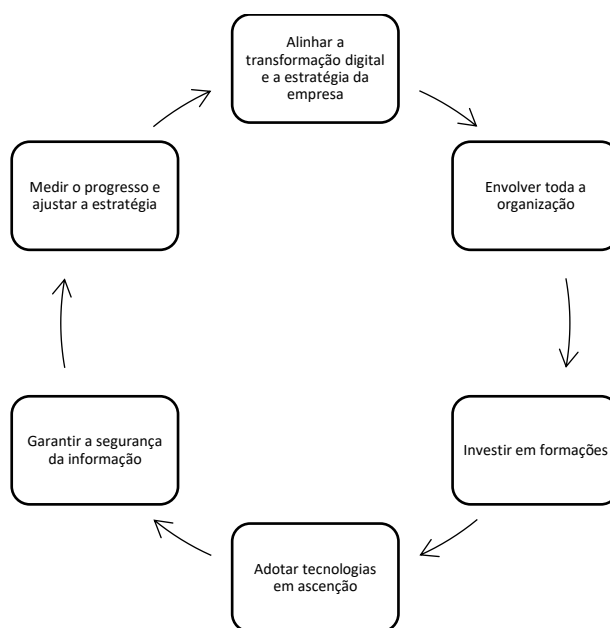 Alinhar a
transformação digital
e a estratégia da
empresa
Envolver toda a
organização
Investir em formações
Adotar tecnologias
em ascenção
Garantir a segurança
da informação
Medir o progresso e
ajustar a estratégia